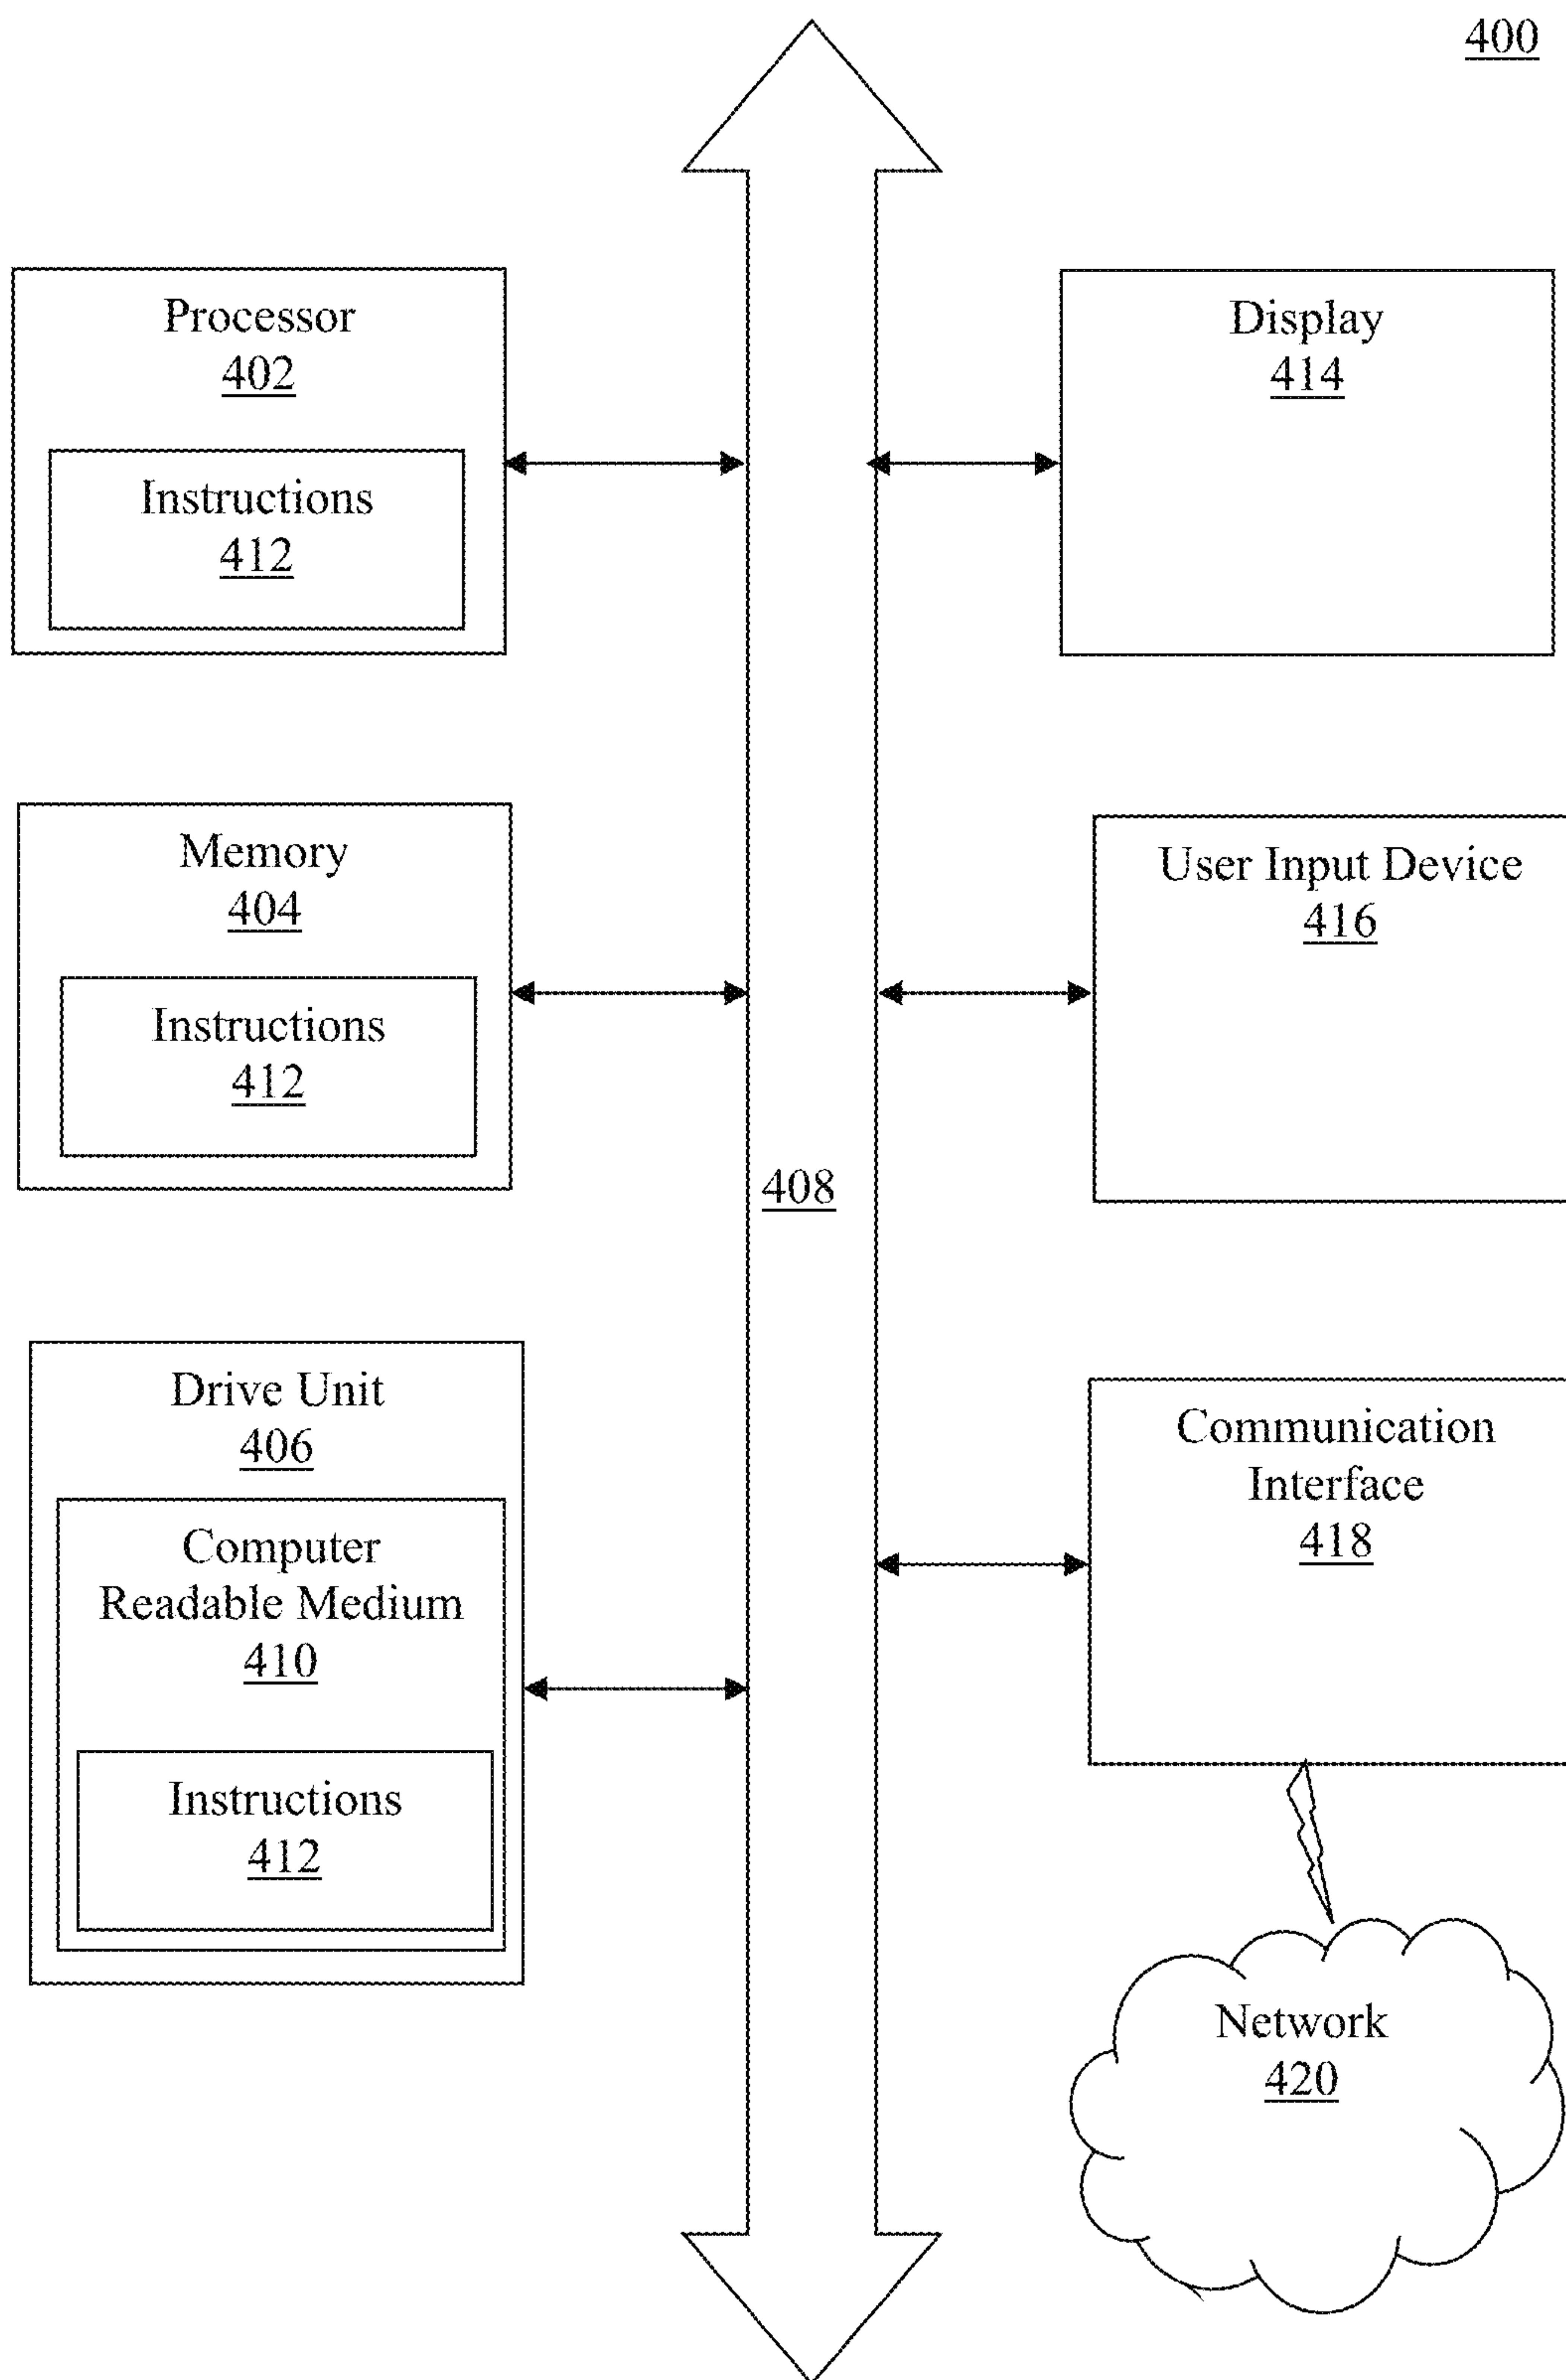 400
Processor
402
Instructions
412
Display
414
Memory
404
Instructions
412
User Input Device
416
408
Drive Unit
406
Computer
Readable Medium
410
Instructions
412
Communication
Interface
418
Network
420